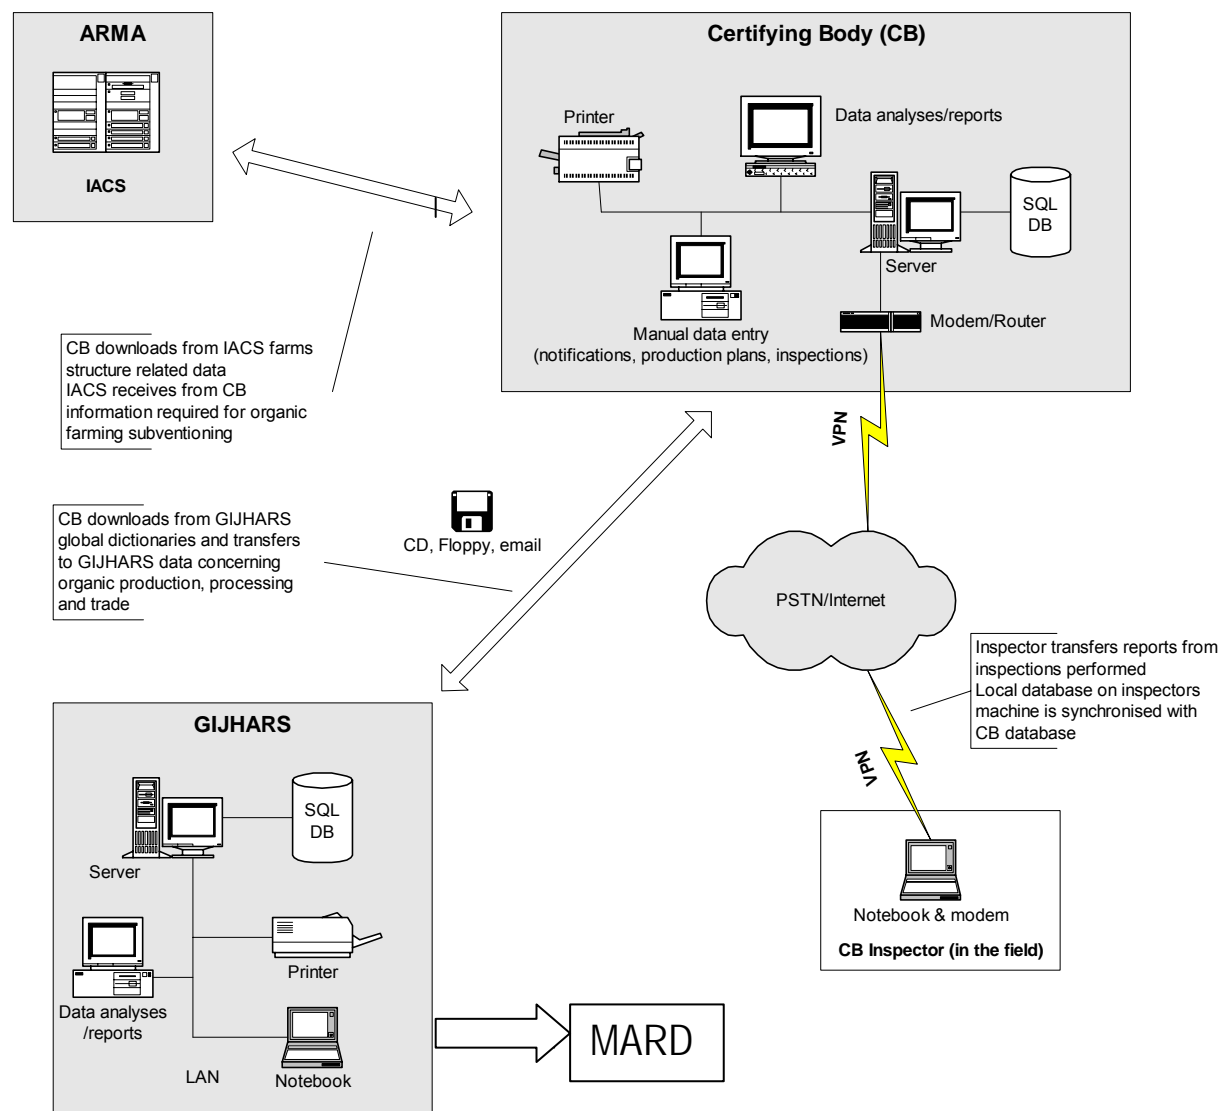 ARMA
IACS
Certifying Body (CB)
Printer
Data analyses/reports
SQL
DB
Server
Manual data entry
(notifications, production plans, inspections)
Modem/Router
CB downloads from IACS farms
structure related data
IACS receives from CB
information required for organic
farming subventioning
VPN
CB downloads from GIJHARS
global dictionaries and transfers
to GIJHARS data concerning
organic production, processing
and trade
CD, Floppy, email
PSTN/Internet
Inspector transfers reports from
inspections performed
Local database on inspectors
machine is synchronised with
CB database
VPN
Notebook & modem
CB Inspector (in the field)
GIJHARS
SQL
DB
Server
Printer
Data analyses
/reports
LAN
Notebook
MARD